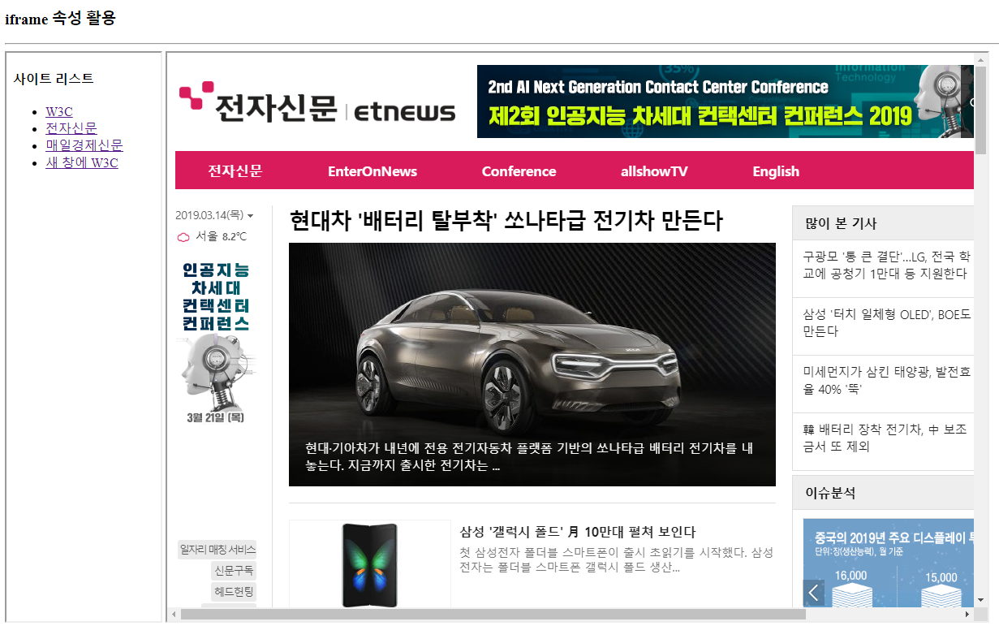 iframe 속성 활용
사이트 리스트
W3C
전자신문
매일경제신문
새 창에 W3C
전자신문 | etnews
35%
Information
Technology
2nd AI Next Generation Contact Center Conference
제2회 인공지능 차세대 컨택센터 컨퍼런스 2019
전자신문 EnterOnNews Conference allshowTV English
2019.03.14(목)
서울 8.2℃
인공지능
차세대
컨택센터
컨퍼런스
3월 21일 (목)
일자리 매칭 서비스
신문구독
헤드헌팅
현대차 '배터리 탈부착' 쏘나타급 전기차 만든다
현대·기아차가 내년에 전용 전기자동차 플랫폼 기반의 쏘나타급 배터리 전기차를 내
놓는다. 지금까지 출시한 전기차는 ...
삼성 '갤럭시 폴드' 月 10만대 펼쳐 보인다
첫 삼성전자 폴더블 스마트폰이 출시 초읽기를 시작했다. 삼성
전자는 폴더블 스마트폰 갤럭시 폴드 생산...
많이 본 기사
구광모 '통 큰 결단'...LG, 전국 학
교에 공청기 1만대 등 지원한다
삼성 '터치 일체형 OLED', BOE도
만든다
미세먼지가 삼킨 태양광, 발전효
율 40% '뚝'
韓 배터리 장착 전기차, 中 보조
금서 또 제외
이슈분석
중국의 2019년 주요 디스플레이
단위:장(생산능력), 월 기준
16,000
15,000